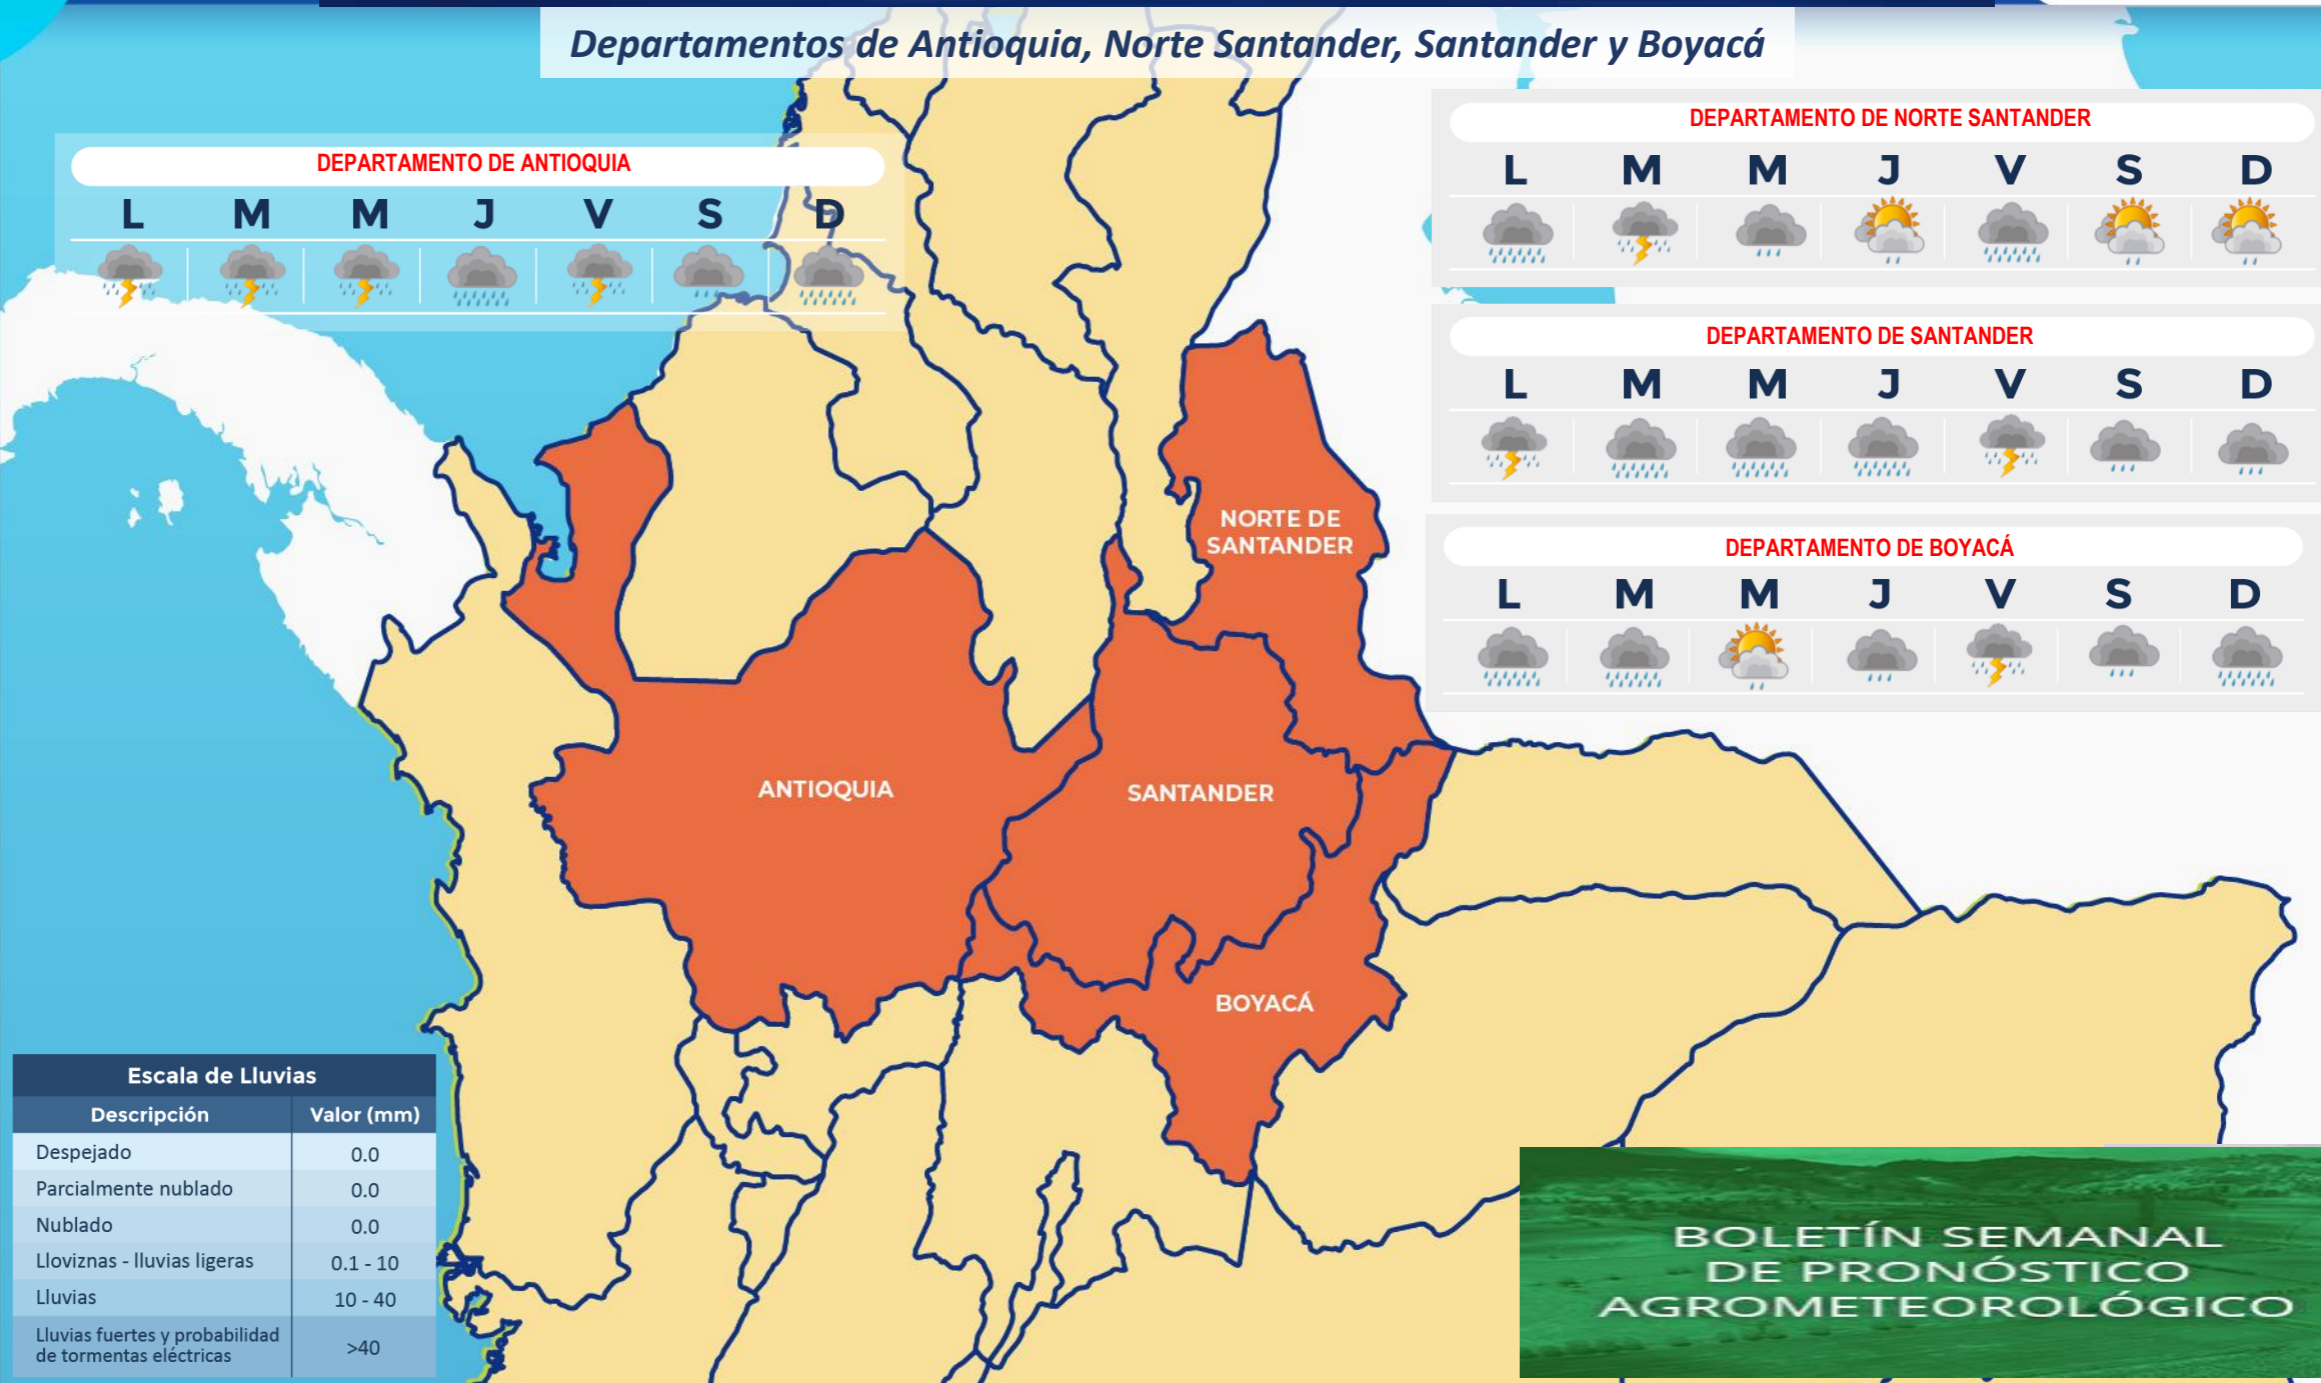 Departamentos de Antioquia, Norte Santander, Santander y Boyacá
DEPARTAMENTO DE ANTIOQUIA
L M M J V S D
DEPARTAMENTO DE NORTE SANTANDER
L M M J V S D
DEPARTAMENTO DE SANTANDER
L M M J V S D
DEPARTAMENTO DE BOYACÁ
L M M J V S D
NORTE DE
SANTANDER
ANTIOQUIA
SANTANDER
BOYACÁ
Escala de Lluvias
Descripción Valor (mm)
Despejado 0.0
Parcialmente nublado 0.0
Nublado 0.0
Lloviznas - lluvias ligeras 0.1 - 10
Lluvias 10 - 40
Lluvias fuertes y probabilidad
de tormentas eléctricas >40
BOLETÍN SEMANAL
DE PRONÓSTICO
AGROMETEOROLÓGICO